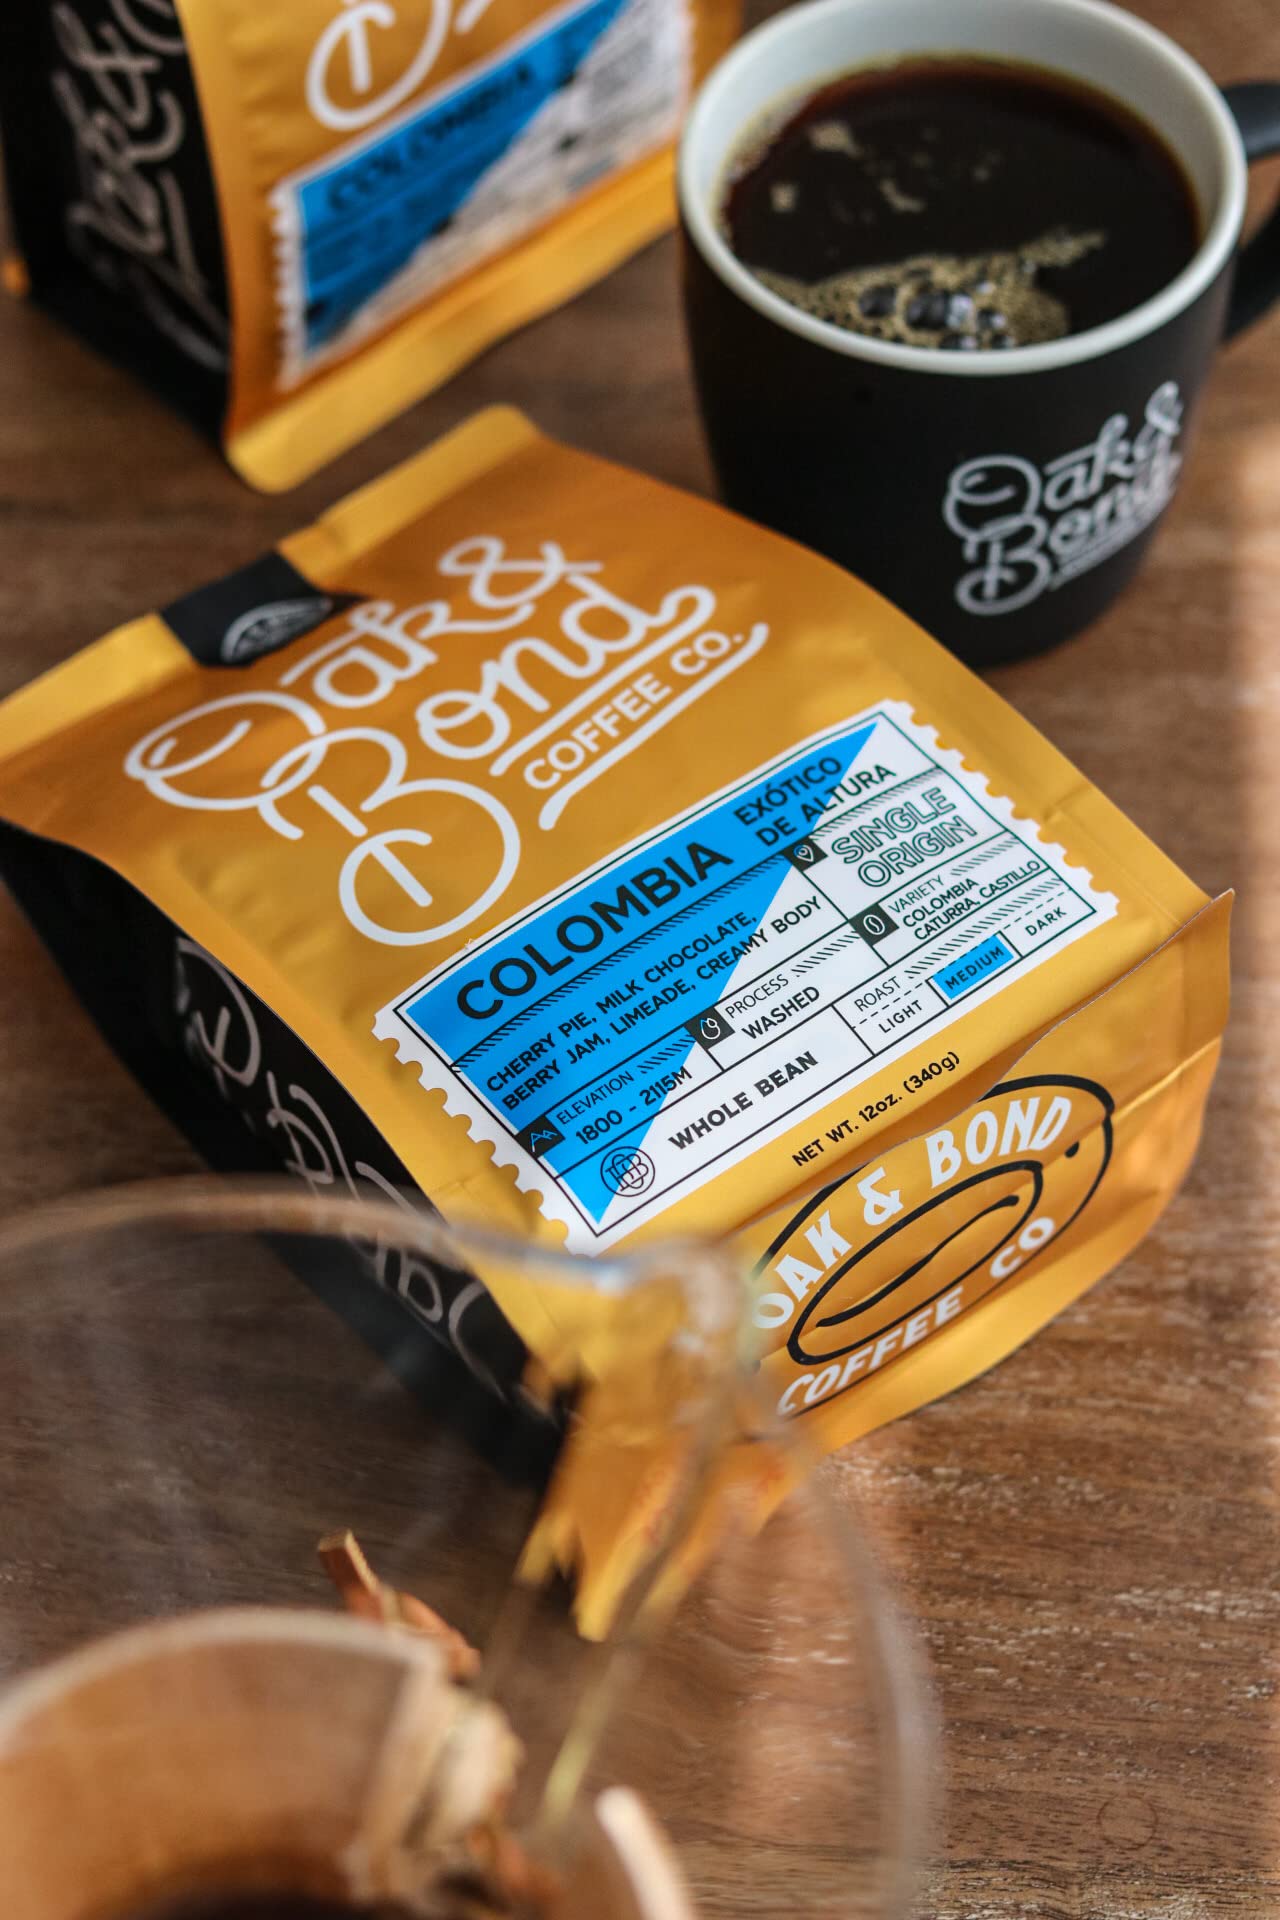 COLOMBIA
Oak &
Bond
Oak &
Bond
COFFEE CO.
COLOMBIA
EXÓTICO
DE ALTURA
CHERRY PIE, MILK CHOCOLATE,
BERRY JAM, LIMEADE, CREAMY BODY
SINGLE
ORIGIN
ELEVATION
1800 - 2115M
PROCESS
WASHED
VARIETY
COLOMBIA
CATURRA, CASTILLO
WHOLE BEAN
ROAST
LIGHT
MEDIUM
DARK
NET WT. 12oz. (340g)
OAK & BOND
COFFEE CO